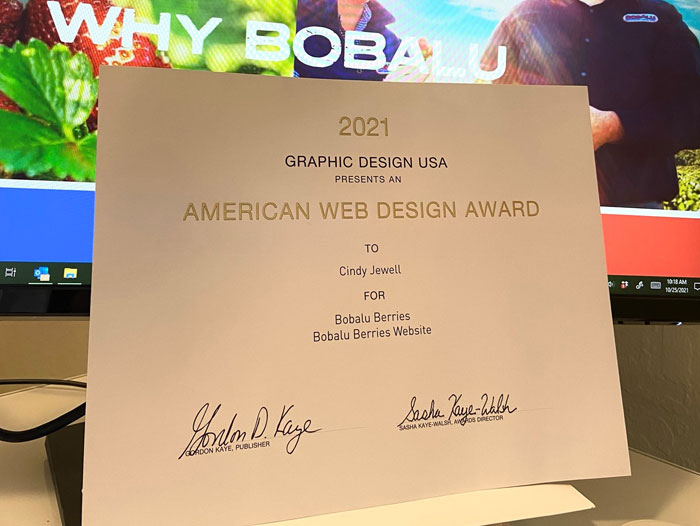 WHY BOBALU
BOBALU
2021
GRAPHIC DESIGN USA
PRESENTS AN
AMERICAN WEB DESIGN AWARD
TO
Cindy Jewell
FOR
Bobalu Berries
Bobalu Berries Website
Gordon D. Kaye
GORDON KAYE, PUBLISHER
Sasha Kaye-Walsh
SASHA KAYE-WALSH, AWARDS DIRECTOR
10:18 AM
10/25/2021